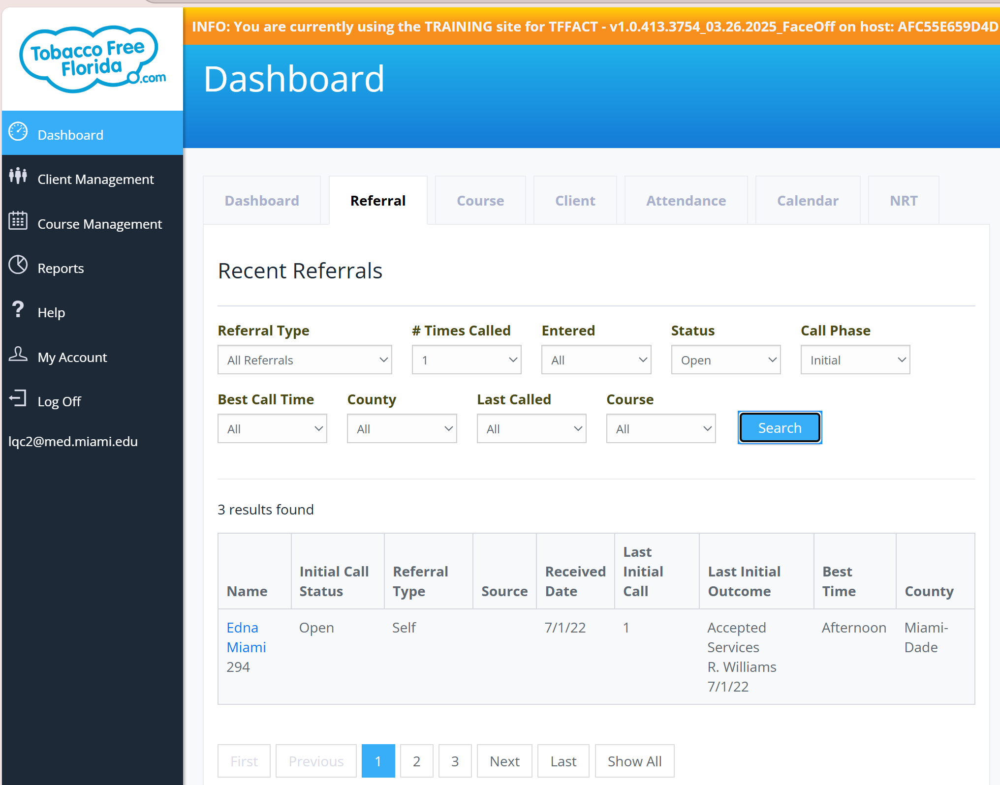 Tobacco Free
Florida
.com
INFO: You are currently using the TRAINING site for TFFACT - v1.0.413.3754_03.26.2025_FaceOff on host: AFC55E659D4D
Dashboard
Dashboard
Client Management
Course Management
Reports
Help
My Account
Log Off
lqc2@med.miami.edu
Dashboard Referral Course Client Attendance Calendar NRT
Recent Referrals
Referral Type # Times Called Entered Status Call Phase
All Referrals 1 All Open Initial
Best Call Time County Last Called Course
All All All All Search
3 results found
Name Initial Call Status Referral Type Source Received Date Last Initial Call Last Initial Outcome Best Time County
Edna Open Self 7/1/22 1 Accepted Afternoon Miami-
Miami Services Dade
294 R. Williams
7/1/22
First Previous 1 2 3 Next Last Show All